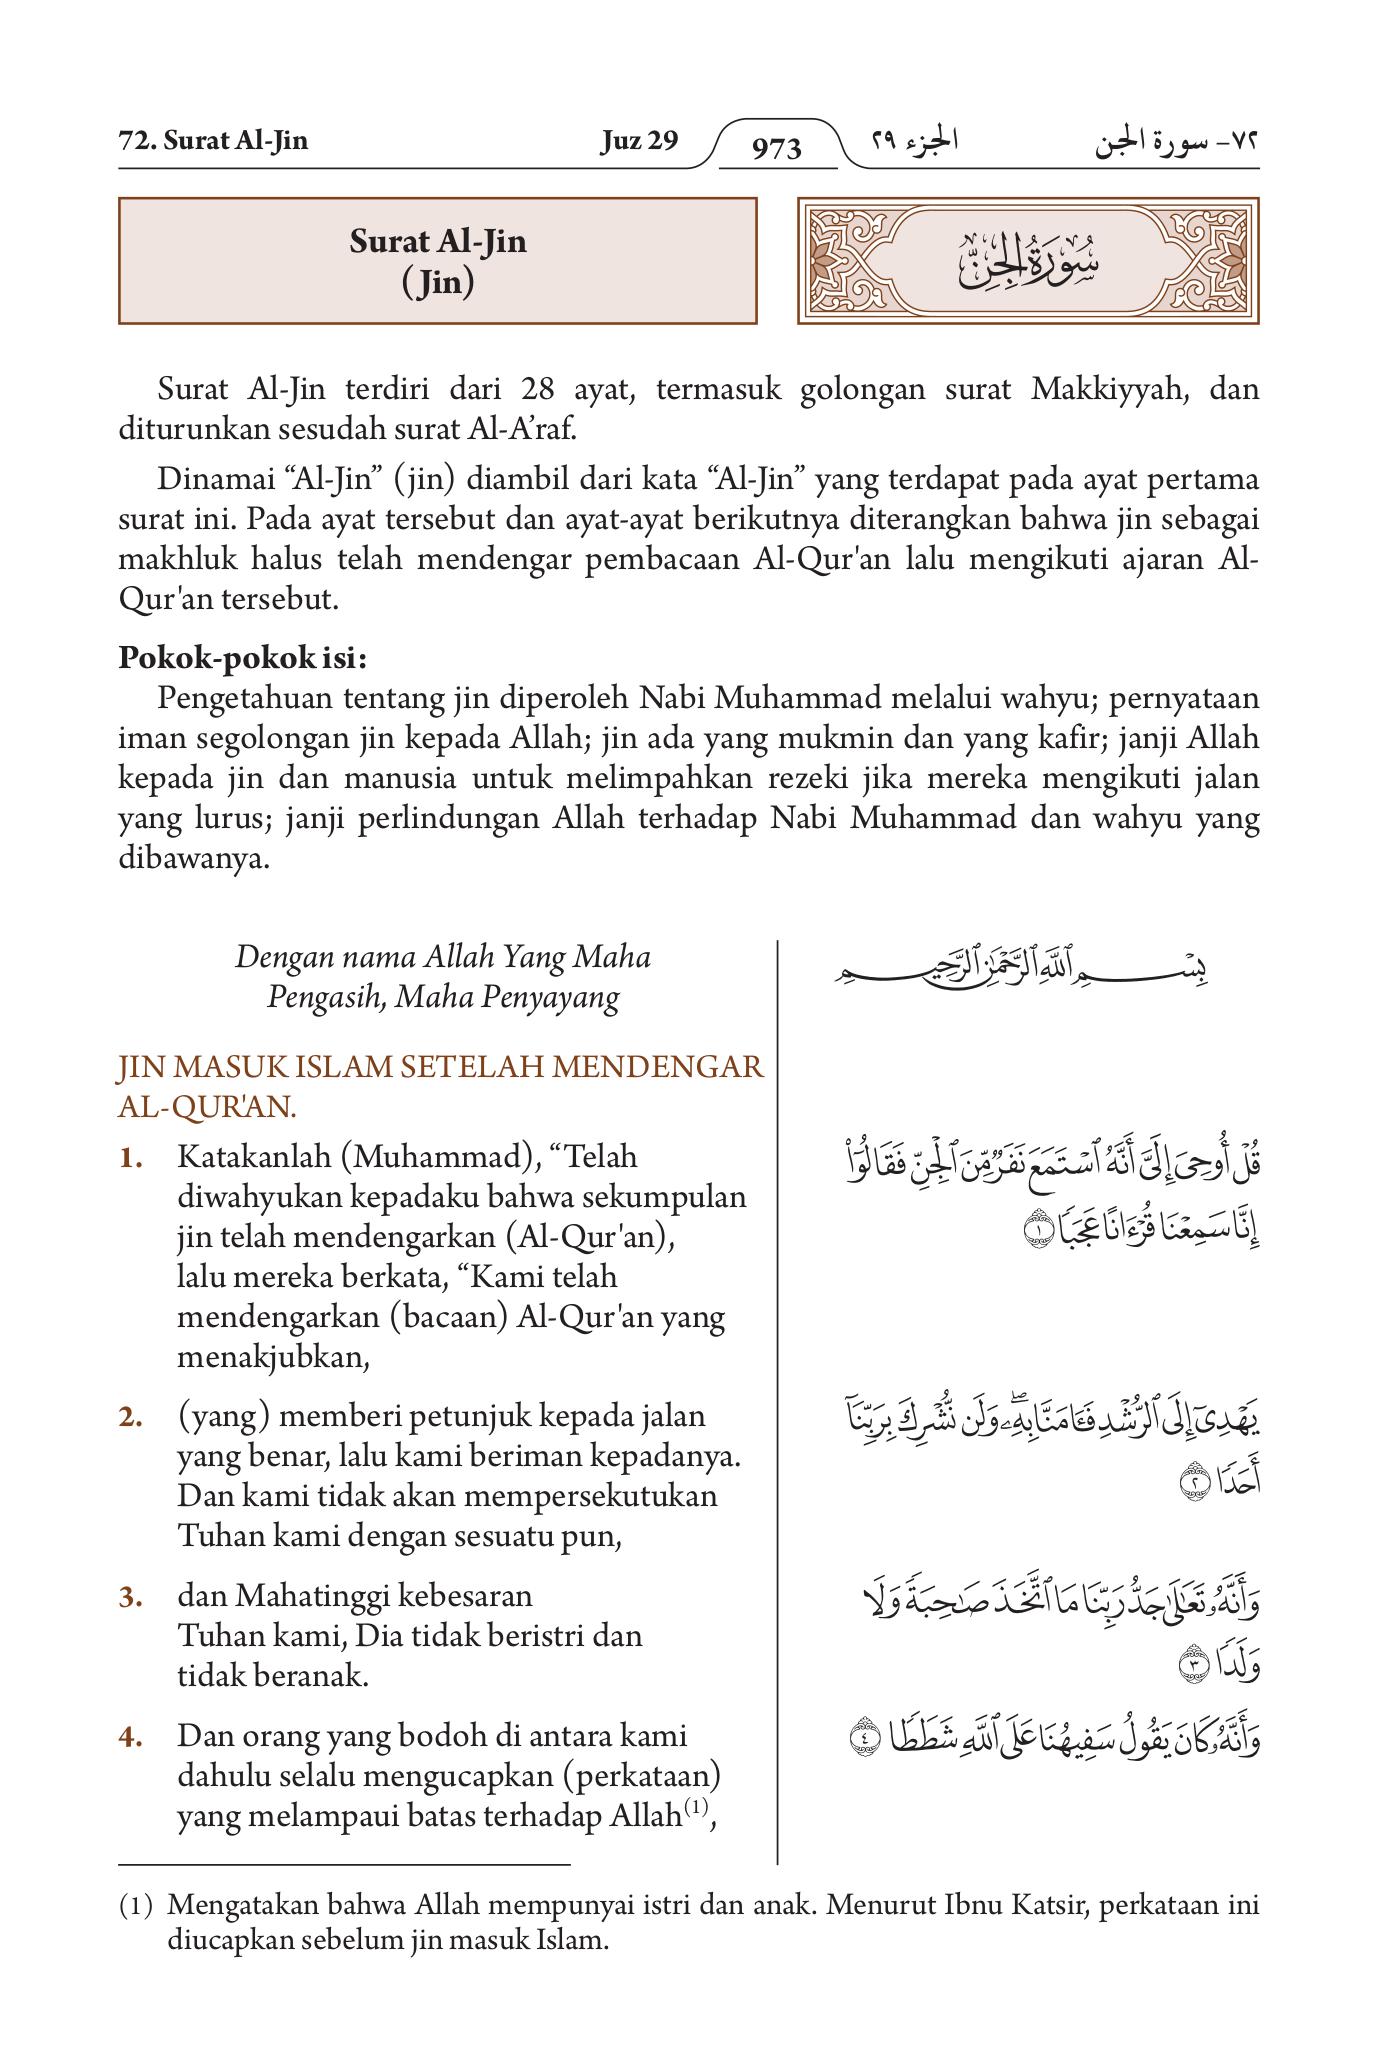 72. Surat Al-Jin
Juz 29
973
الجزء ٢٩
٧٢- سورة الجن
Surat Al-Jin
(Jin)
سُورَةُ الجِنِّ
Surat Al-Jin terdiri dari 28 ayat, termasuk golongan surat Makkiyyah, dan
diturunkan sesudah surat Al-A’raf.
Dinamai “Al-Jin” (jin) diambil dari kata “Al-Jin” yang terdapat pada ayat pertama
surat ini. Pada ayat tersebut dan ayat-ayat berikutnya diterangkan bahwa jin sebagai
makhluk halus telah mendengar pembacaan Al-Qur'an lalu mengikuti ajaran Al-
Qur'an tersebut.
Pokok-pokok isi:
Pengetahuan tentang jin diperoleh Nabi Muhammad melalui wahyu; pernyataan
iman segolongan jin kepada Allah; jin ada yang mukmin dan yang kafir; janji Allah
kepada jin dan manusia untuk melimpahkan rezeki jika mereka mengikuti jalan
yang lurus; janji perlindungan Allah terhadap Nabi Muhammad dan wahyu yang
dibawanya.
Dengan nama Allah Yang Maha
Pengasih, Maha Penyayang
JIN MASUK ISLAM SETELAH MENDENGAR
AL-QUR'AN.
1. Katakanlah (Muhammad), “Telah
diwahyukan kepadaku bahwa sekumpulan
jin telah mendengarkan (Al-Qur'an),
lalu mereka berkata, “Kami telah
mendengarkan (bacaan) Al-Qur'an yang
menakjubkan,
2. (yang) memberi petunjuk kepada jalan
yang benar, lalu kami beriman kepadanya.
Dan kami tidak akan mempersekutukan
Tuhan kami dengan sesuatu pun,
3. dan Mahatinggi kebesaran
Tuhan kami, Dia tidak beristri dan
tidak beranak.
4. Dan orang yang bodoh di antara kami
dahulu selalu mengucapkan (perkataan)
yang melampaui batas terhadap Allah(1),
بِسْمِ ٱللَّهِ ٱلرَّحْمَٰنِ ٱلرَّحِيمِ
قُلْ أُوحِىَ إِلَىَّ أَنَّهُ ٱسْتَمَعَ نَفَرٌ مِّنَ ٱلْجِنِّ فَقَالُوٓا۟
إِنَّا سَمِعْنَا قُرْءَانًا عَجَبًا ١
يَهْدِىٓ إِلَى ٱلرُّشْدِ فَـَٔامَنَّا بِهِۦ ۖ وَلَن نُّشْرِكَ بِرَبِّنَآ
أَحَدًا ٢
وَأَنَّهُۥ تَعَٰلَىٰ جَدُّ رَبِّنَا مَا ٱتَّخَذَ صَٰحِبَةً وَلَا
وَلَدًا ٣
وَأَنَّهُۥ كَانَ يَقُولُ سَفِيهُنَا عَلَى ٱللَّهِ شَطَطًا ٤
(1) Mengatakan bahwa Allah mempunyai istri dan anak. Menurut Ibnu Katsir, perkataan ini
diucapkan sebelum jin masuk Islam.